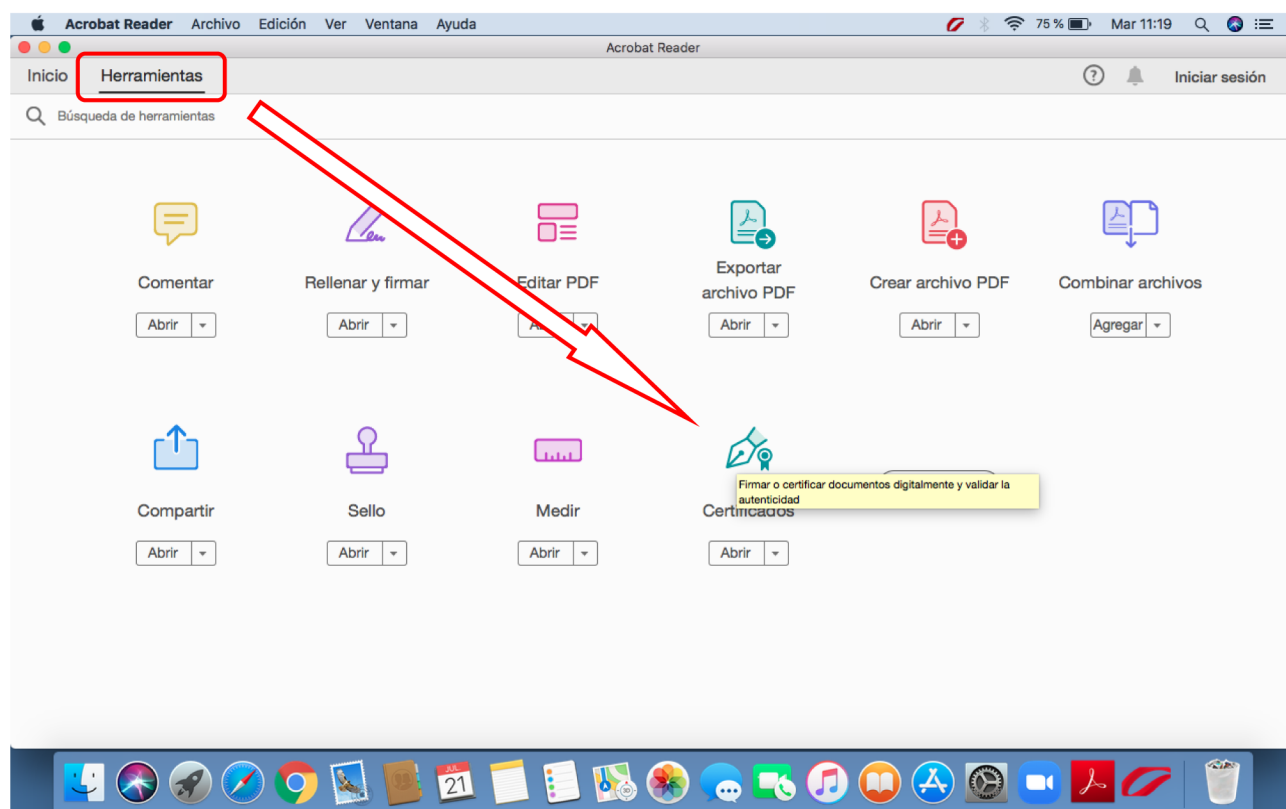 Acrobat Reader Archivo Edición Ver Ventana Ayuda 75 % Mar 11:19
Acrobat Reader
Inicio Herramientas ? Iniciar sesión
Búsqueda de herramientas
Comentar Rellenar y firmar Editar PDF Exportar archivo PDF Crear archivo PDF Combinar archivos
Abrir Abrir Abrir Abrir Abrir Agregar
Firmar o certificar documentos digitalmente y validar la
autenticidad
Compartir Sello Medir Certificados
Abrir Abrir Abrir Abrir
JUL
21